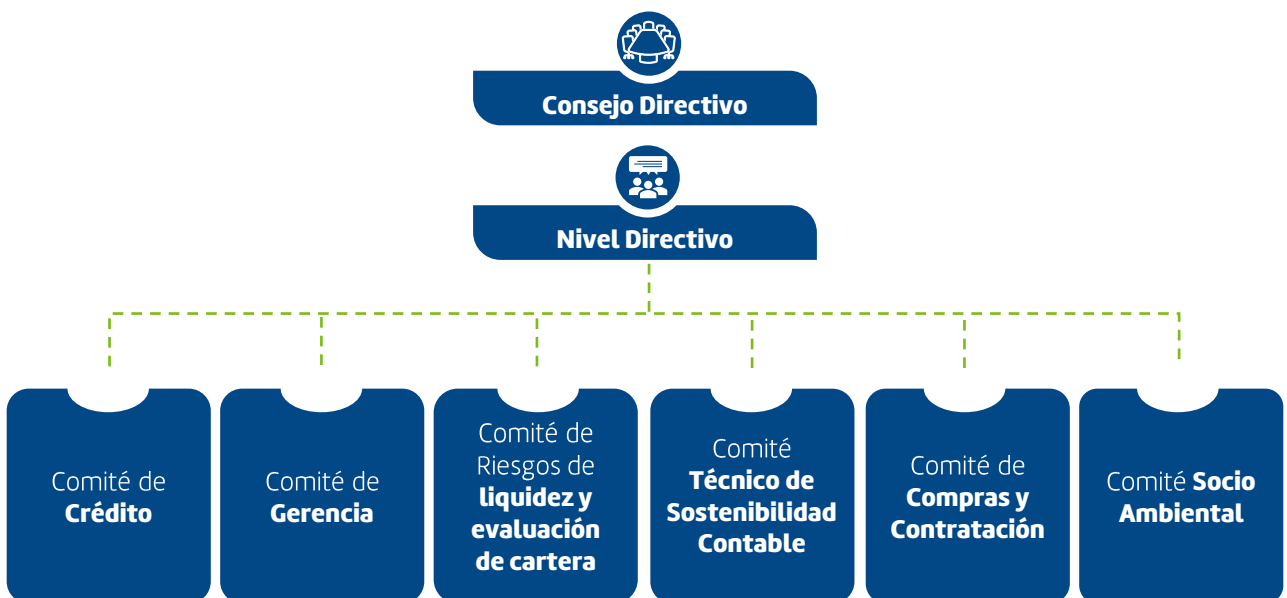 Consejo Directivo
Nivel Directivo
Comité de
Crédito
Comité de
Gerencia
Comité de
Riesgos de
liquidez y
evaluación
de cartera
Comité
Técnico de
Sostenibilidad
Contable
Comité de
Compras y
Contratación
Comité Socio
Ambiental